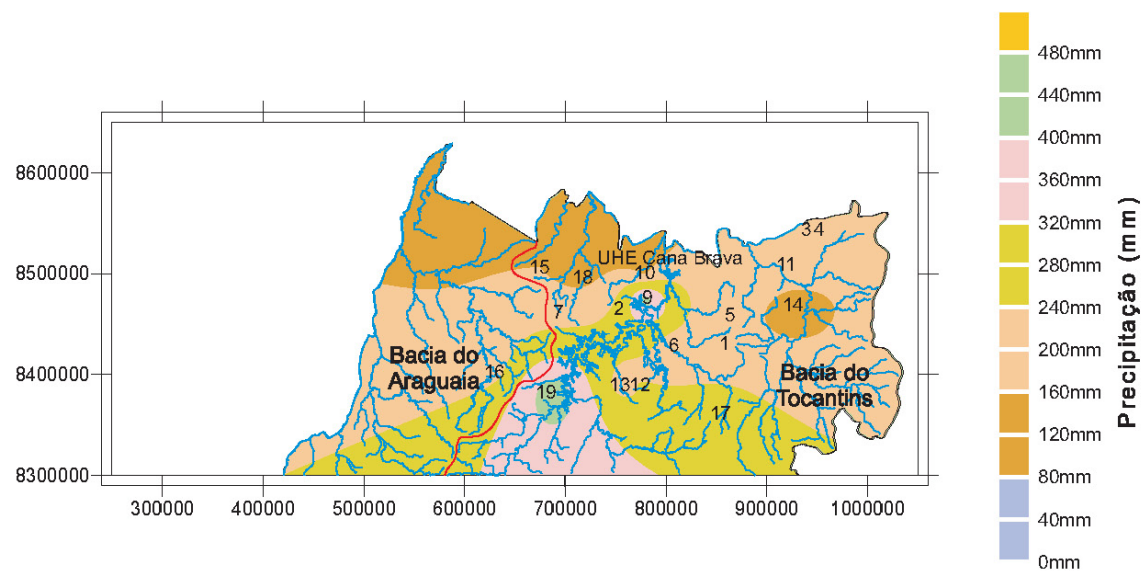 480mm
440mm
400mm
360mm
320mm
280mm
240mm
200mm
160mm
120mm
80mm
40mm
0mm
Precipitação (mm)
8600000
8500000
8400000
8300000
300000
400000
500000
600000
700000
800000
900000
1000000
34
UHE Cana Brava
15
18
10
11
9
14
7
2
5
6
1
Bacia do
Araguaia
16
19
1312
17
Bacia do
Tocantins